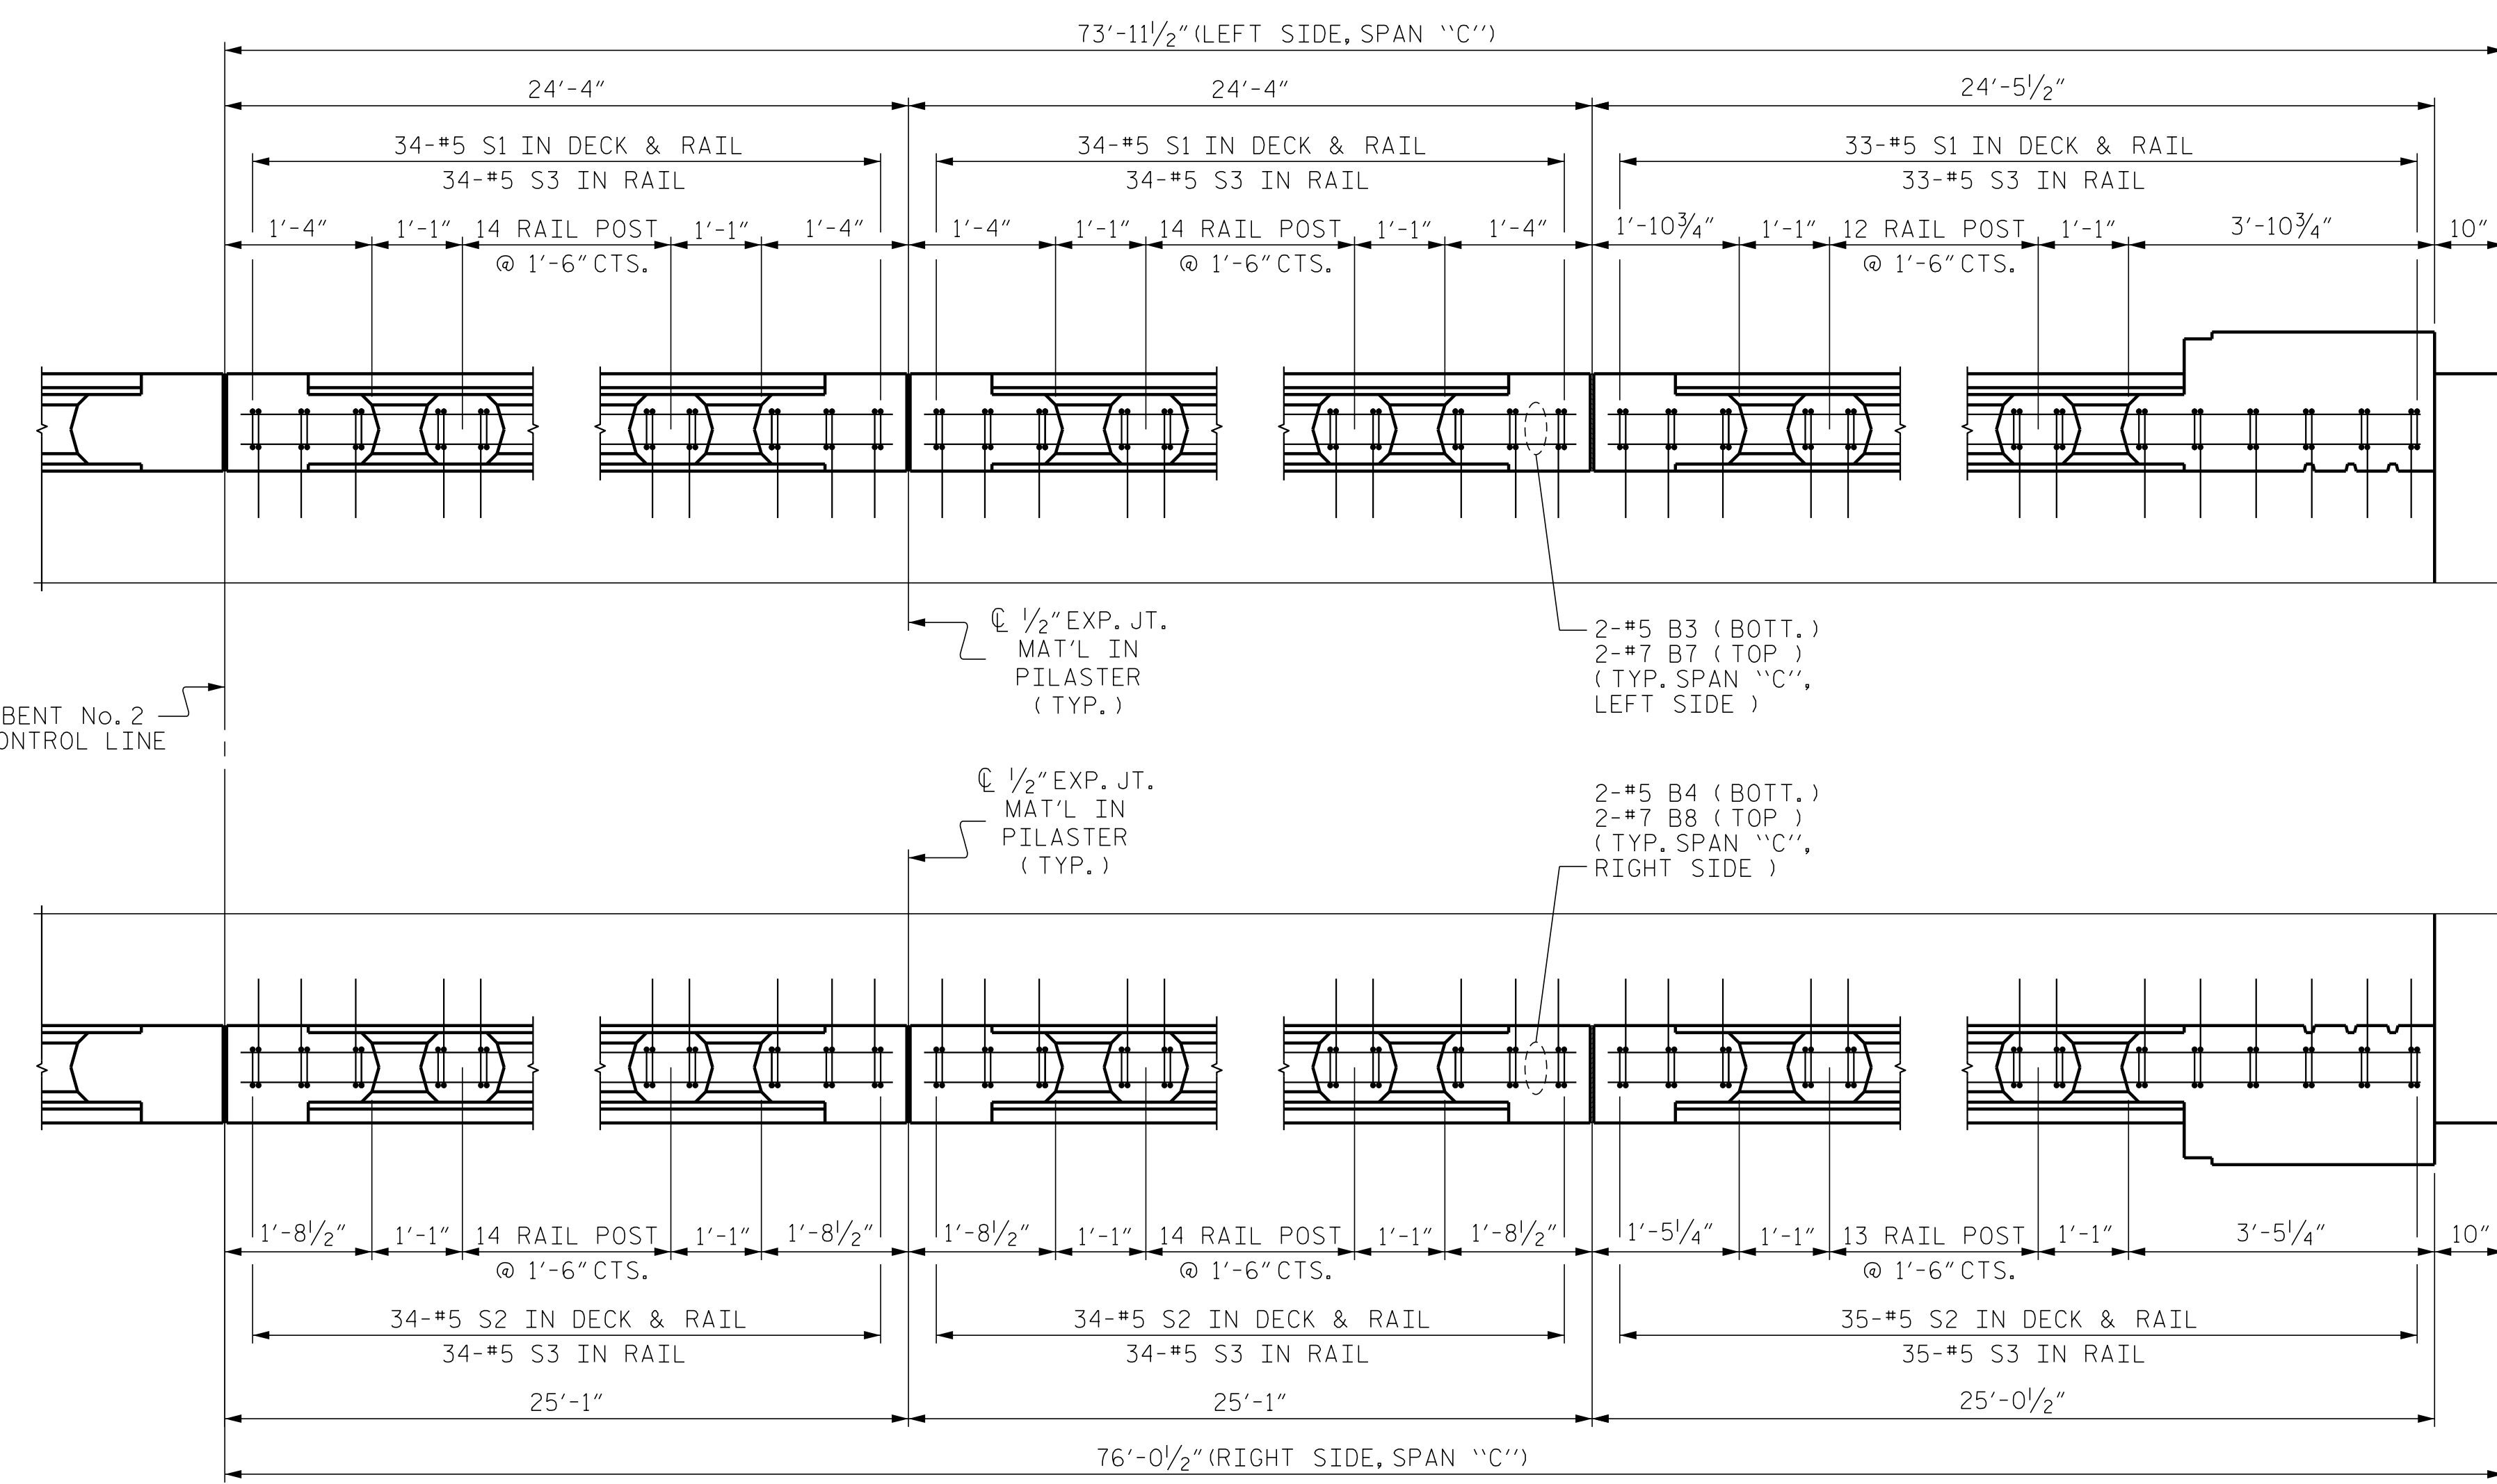 73'-11½" (LEFT SIDE, SPAN ``C'')
24'-4" 24'-4" 24'-5½"
34-#5 S1 IN DECK & RAIL 34-#5 S1 IN DECK & RAIL 33-#5 S1 IN DECK & RAIL
34-#5 S3 IN RAIL 34-#5 S3 IN RAIL 33-#5 S3 IN RAIL
1'-4" 1'-1" 14 RAIL POST 1'-1" 1'-4" 1'-4" 1'-1" 14 RAIL POST 1'-1" 1'-4" 1'-10¾" 1'-1" 12 RAIL POST 1'-1" 3'-10¾" 10"
@ 1'-6" CTS. @ 1'-6" CTS. @ 1'-6" CTS.
℄ ½" EXP. JT.
MAT'L IN
PILASTER
( TYP. )
2-#5 B3 ( BOTT. )
2-#7 B7 ( TOP )
( TYP. SPAN ``C'',
LEFT SIDE )
BENT No. 2
ONTROL LINE
℄ ½" EXP. JT.
MAT'L IN
PILASTER
( TYP. )
2-#5 B4 ( BOTT. )
2-#7 B8 ( TOP )
( TYP. SPAN ``C'',
RIGHT SIDE )
1'-8½" 1'-1" 14 RAIL POST 1'-1" 1'-8½" 1'-8½" 1'-1" 14 RAIL POST 1'-1" 1'-8½" 1'-5¼" 1'-1" 13 RAIL POST 1'-1" 3'-5¼" 10"
@ 1'-6" CTS. @ 1'-6" CTS. @ 1'-6" CTS.
34-#5 S2 IN DECK & RAIL 34-#5 S2 IN DECK & RAIL 35-#5 S2 IN DECK & RAIL
34-#5 S3 IN RAIL 34-#5 S3 IN RAIL 35-#5 S3 IN RAIL
25'-1" 25'-1" 25'-0½"
76'-0½" (RIGHT SIDE, SPAN ``C'')